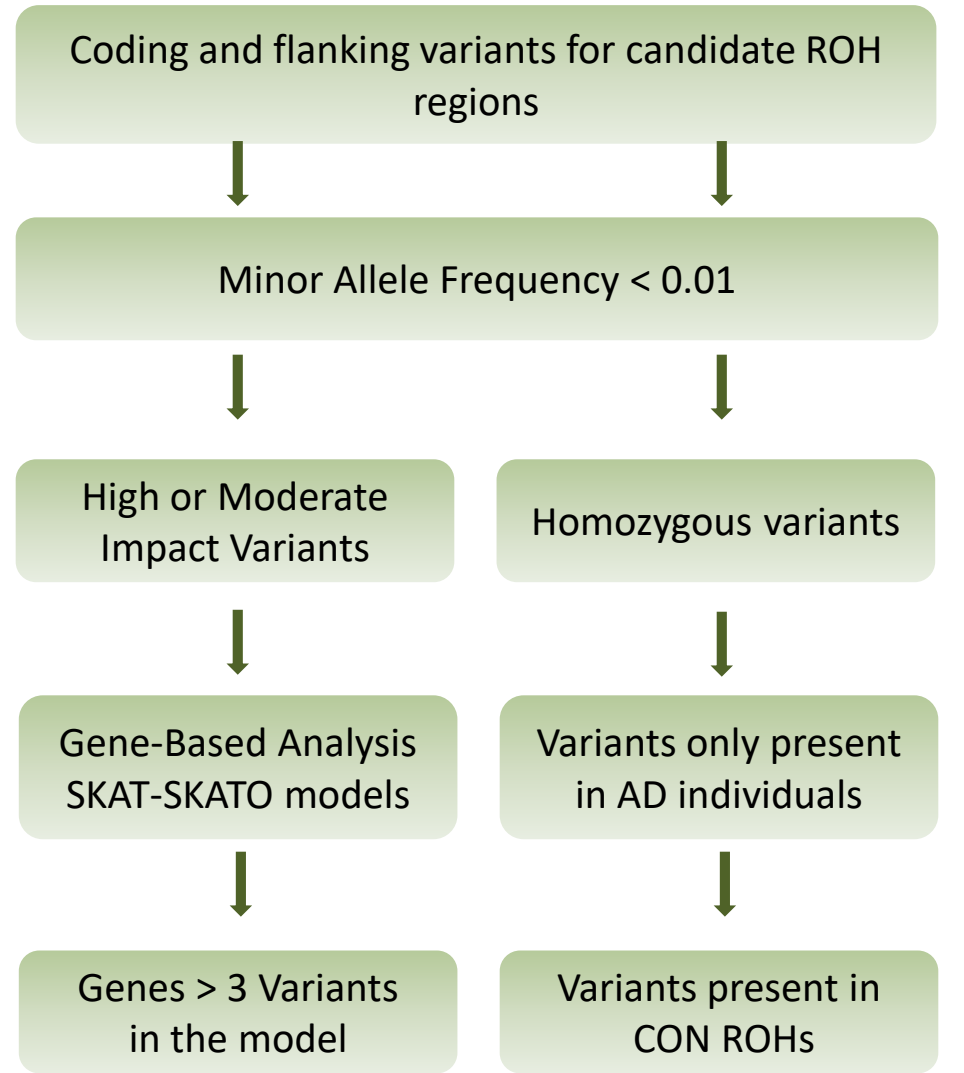 Coding and flanking variants for candidate ROH
regions
Minor Allele Frequency < 0.01
High or Moderate
Impact Variants
Homozygous variants
Gene-Based Analysis
SKAT-SKATO models
Variants only present
in AD individuals
Genes > 3 Variants
in the model
Variants present in
CON ROHs